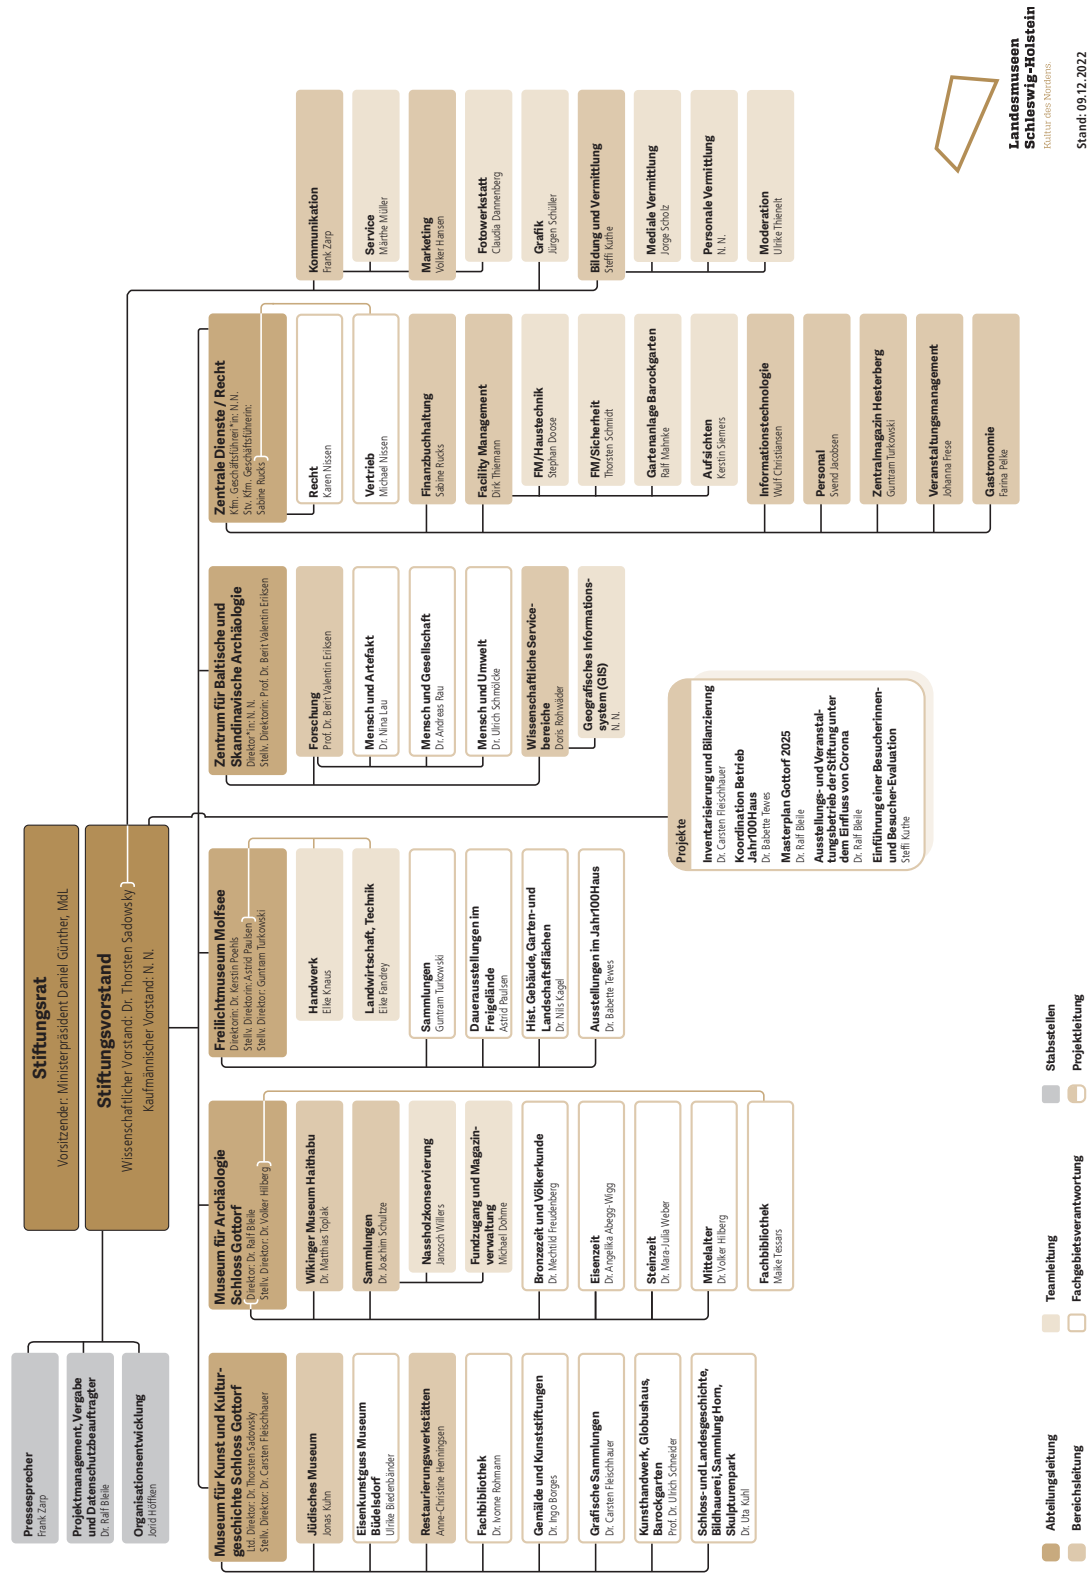 Stiftungsrat
Vorsitzender: Ministerpräsident Daniel Günther, MdL
Stiftungsvorstand
Wissenschaftlicher Vorstand: Dr. Thorsten Sadowsky
Kaufmännischer Vorstand: N. N.
Pressesprecher
Frank Zarp
Projektmanagement, Vergabe
und Datenschutzbeauftragter
Dr. Ralf Bleile
Organisationsentwicklung
Jorid Höffken
Museum für Kunst und Kultur-
geschichte Schloss Gottorf
Ltd. Direktor: Dr. Thorsten Sadowsky
Stellv. Direktor: Dr. Carsten Fleischhauer
Jüdisches Museum
Jonas Kuhn
Eisenkunstguss Museum
Büdelsdorf
Ulrike Biedenbänder
Restaurierungswerkstätten
Anne-Christine Henningsen
Fachbibliothek
Dr. Ivonne Rohmann
Gemälde und Kunststiftungen
Dr. Ingo Borges
Grafische Sammlungen
Dr. Carsten Fleischhauer
Kunsthandwerk, Globushaus,
Barockgarten
Prof. Dr. Ulrich Schneider
Schloss- und Landesgeschichte,
Bildhauerei, Sammlung Horn,
Skulpturenpark
Dr. Uta Kuhl
Museum für Archäologie
Schloss Gottorf
Direktor: Dr. Ralf Bleile
Stellv. Direktor: Dr. Volker Hilberg
Wikinger Museum Haithabu
Dr. Matthias Toplak
Sammlungen
Dr. Joachim Schultze
Nassholzkonservierung
Janosch Willers
Fundzugang und Magazin-
verwaltung
Michael Dohme
Bronzezeit und Völkerkunde
Dr. Mechtild Freudenberg
Eisenzeit
Dr. Angelika Abegg-Wigg
Steinzeit
Dr. Mara-Julia Weber
Mittelalter
Dr. Volker Hilberg
Fachbibliothek
Maike Tessars
Freilichtmuseum Molfsee
Direktorin: Dr. Kerstin Poehls
Stellv. Direktorin: Astrid Paulsen
Stellv. Direktor: Guntram Turkowski
Handwerk
Elke Knaus
Landwirtschaft, Technik
Eike Fandrey
Sammlungen
Guntram Turkowski
Dauerausstellungen im
Freigelände
Astrid Paulsen
Hist. Gebäude, Garten- und
Landschaftsflächen
Dr. Nils Kagel
Ausstellungen im Jahr100Haus
Dr. Babette Tewes
Zentrum für Baltische und
Skandinavische Archäologie
Direktor*in: N. N.
Stellv. Direktorin: Prof. Dr. Berit Valentin Eriksen
Forschung
Prof. Dr. Berit Valentin Eriksen
Mensch und Artefakt
Dr. Nina Lau
Mensch und Gesellschaft
Dr. Andreas Rau
Mensch und Umwelt
Dr. Ulrich Schmölcke
Wissenschaftliche Service-
bereiche
Doris Rohwäder
Geografisches Informations-
system (GIS)
N. N.
Zentrale Dienste / Recht
Kfm. Geschäftsführer*in: N. N.
Stv. Kfm. Geschäftsführerin:
Sabine Rucks
Recht
Karen Nissen
Vertrieb
Michael Nissen
Finanzbuchhaltung
Sabine Rucks
Facility Management
Dirk Thiemann
FM/Haustechnik
Stephan Doose
FM/Sicherheit
Thorsten Schmidt
Gartenanlage Barockgarten
Ralf Mahnke
Aufsichten
Kerstin Siemers
Informationstechnologie
Wulf Christiansen
Personal
Svend Jacobsen
Zentralmagazin Hesterberg
Guntram Turkowski
Veranstaltungsmanagement
Johanna Frese
Gastronomie
Farina Pelke
Kommunikation
Frank Zarp
Service
Märthe Müller
Marketing
Volker Hansen
Fotowerkstatt
Claudia Dannenberg
Grafik
Jürgen Schüller
Bildung und Vermittlung
Steffi Kuthe
Mediale Vermittlung
Jorge Scholz
Personale Vermittlung
N. N.
Moderation
Ulrike Thienelt
Projekte
Inventarisierung und Bilanzierung
Dr. Carsten Fleischhauer
Koordination Betrieb
Jahr100Haus
Dr. Babette Tewes
Masterplan Gottorf 2025
Dr. Ralf Bleile
Ausstellungs- und Veranstal-
tungsbetrieb der Stiftung unter
dem Einfluss von Corona
Dr. Ralf Bleile
Einführung einer Besucherinnen-
und Besucher-Evaluation
Steffi Kuthe
Abteilungsleitung
Bereichsleitung
Teamleitung
Fachgebietsverantwortung
Stabsstellen
Projektleitung
Landesmuseen
Schleswig-Holstein
Kultur des Nordens.
Stand: 09.12.2022